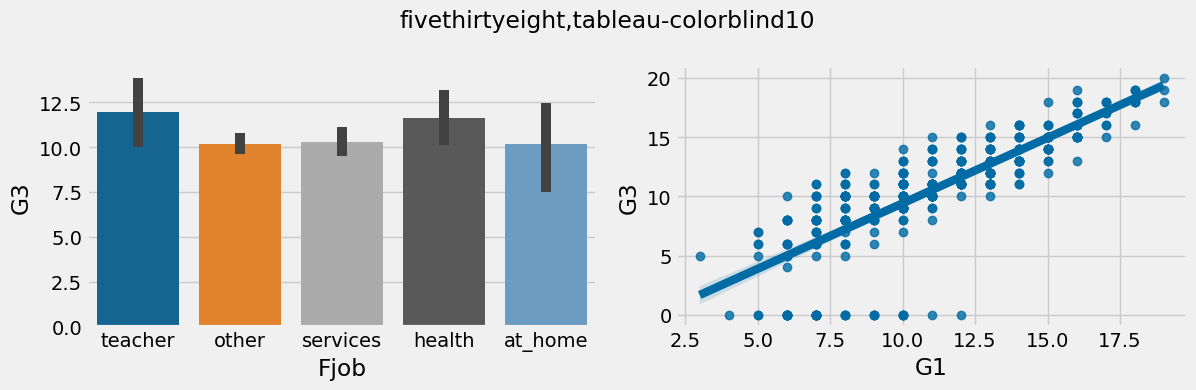 fivethirtyeight,tableau-colorblind10
12.5
10.0
7.5
5.0
2.5
0.0
G3
teacher other services health at_home
Fjob
20
15
10
5
0
G3
2.5 5.0 7.5 10.0 12.5 15.0 17.5
G1